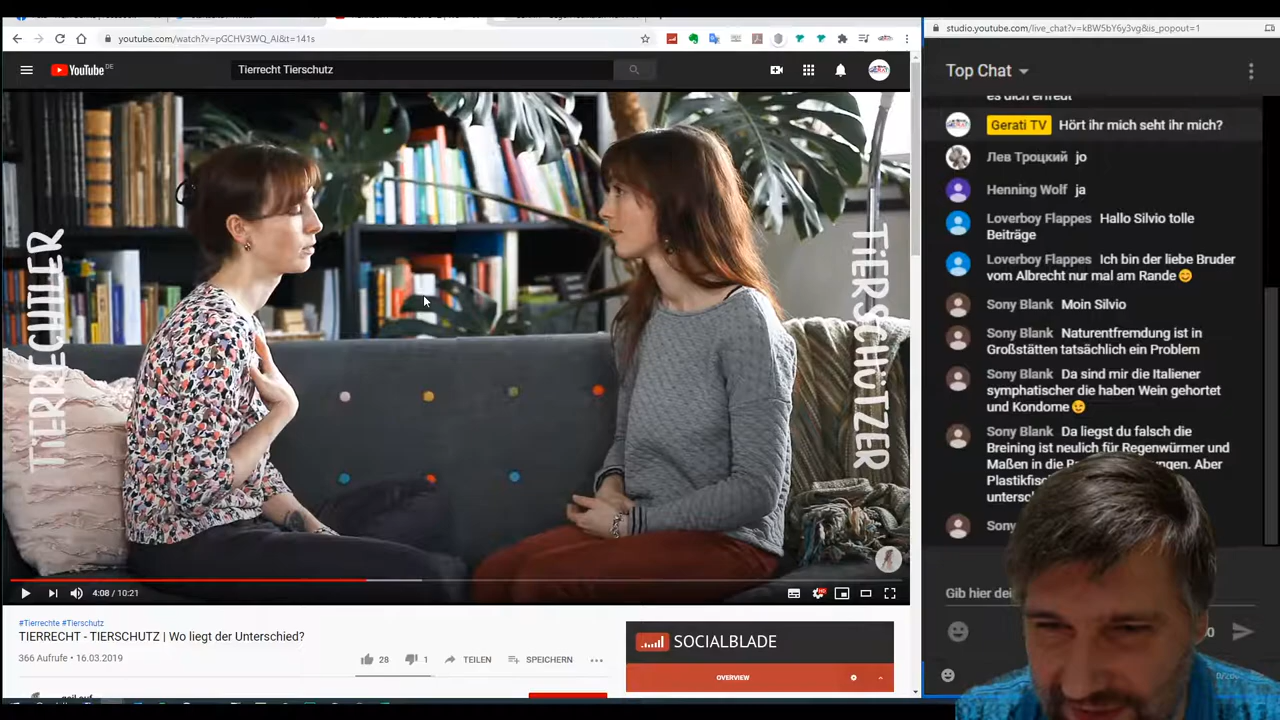 youtube.com/watch?v=pGCHV3WQ_AI&t=141s
studio.youtube.com/live_chat?v=kBW5bY6y3vg&is_popout=1
YouTube DE
Tierrecht Tierschutz
Top Chat
es dich erfreut
Gerati TV Hört ihr mich seht ihr mich?
Лев Троцкий jo
Henning Wolf ja
Loverboy Flappes Hallo Silvio tolle
Beiträge
Loverboy Flappes Ich bin der liebe Bruder
vom Albrecht nur mal am Rande
Sony Blank Moin Silvio
Sony Blank Naturentfremdung ist in
Großstätten tatsächlich ein Problem
Sony Blank Da sind mir die Italiener
symphatischer die haben Wein gehortet
und Kondome
Sony Blank Da liegst du falsch die
Breining ist neulich für Regenwürmer und
Maßen in die
Aber
Plastikfis
untersc
Sony
Gib hier dei
TIERRECHTLER
TIERSCHÜTZER
4:08 / 10:21
HD
#Tierrechte #Tierschutz
TIERRECHT - TIERSCHUTZ | Wo liegt der Unterschied?
366 Aufrufe • 16.03.2019
28
1
TEILEN
SPEICHERN
SOCIALBLADE
OVERVIEW